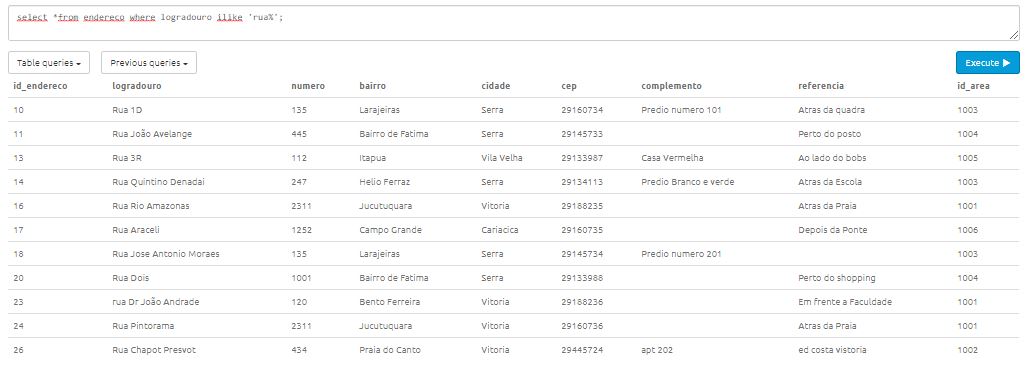 select *from endereco where logradouro ilike 'rua%';
Table queries Previous queries Execute
id_endereco logradouro numero bairro cidade cep complemento referencia id_area
10 Rua 1D 135 Larajeiras Serra 29160734 Predio numero 101 Atras da quadra 1003
11 Rua João Avelange 445 Bairro de Fatima Serra 29145733 Perto do posto 1004
13 Rua 3R 112 Itapua Vila Velha 29133987 Casa Vermelha Ao lado do bobs 1005
14 Rua Quintino Denadai 247 Helio Ferraz Serra 29134113 Predio Branco e verde Atras da Escola 1003
16 Rua Rio Amazonas 2311 Jucutuquara Vitoria 29188235 Atras da Praia 1001
17 Rua Araceli 1252 Campo Grande Cariacica 29160735 Depois da Ponte 1006
18 Rua Jose Antonio Moraes 135 Larajeiras Serra 29145734 Predio numero 201 1003
20 Rua Dois 1001 Bairro de Fatima Serra 29133988 Perto do shopping 1004
23 rua Dr João Andrade 120 Bento Ferreira Vitoria 29188236 Em frente a Faculdade 1001
24 Rua Pintorama 2311 Jucutuquara Vitoria 29160736 Atras da Praia 1001
26 Rua Chapot Presvot 434 Praia do Canto Vitoria 29445724 apt 202 ed costa vistoria 1002